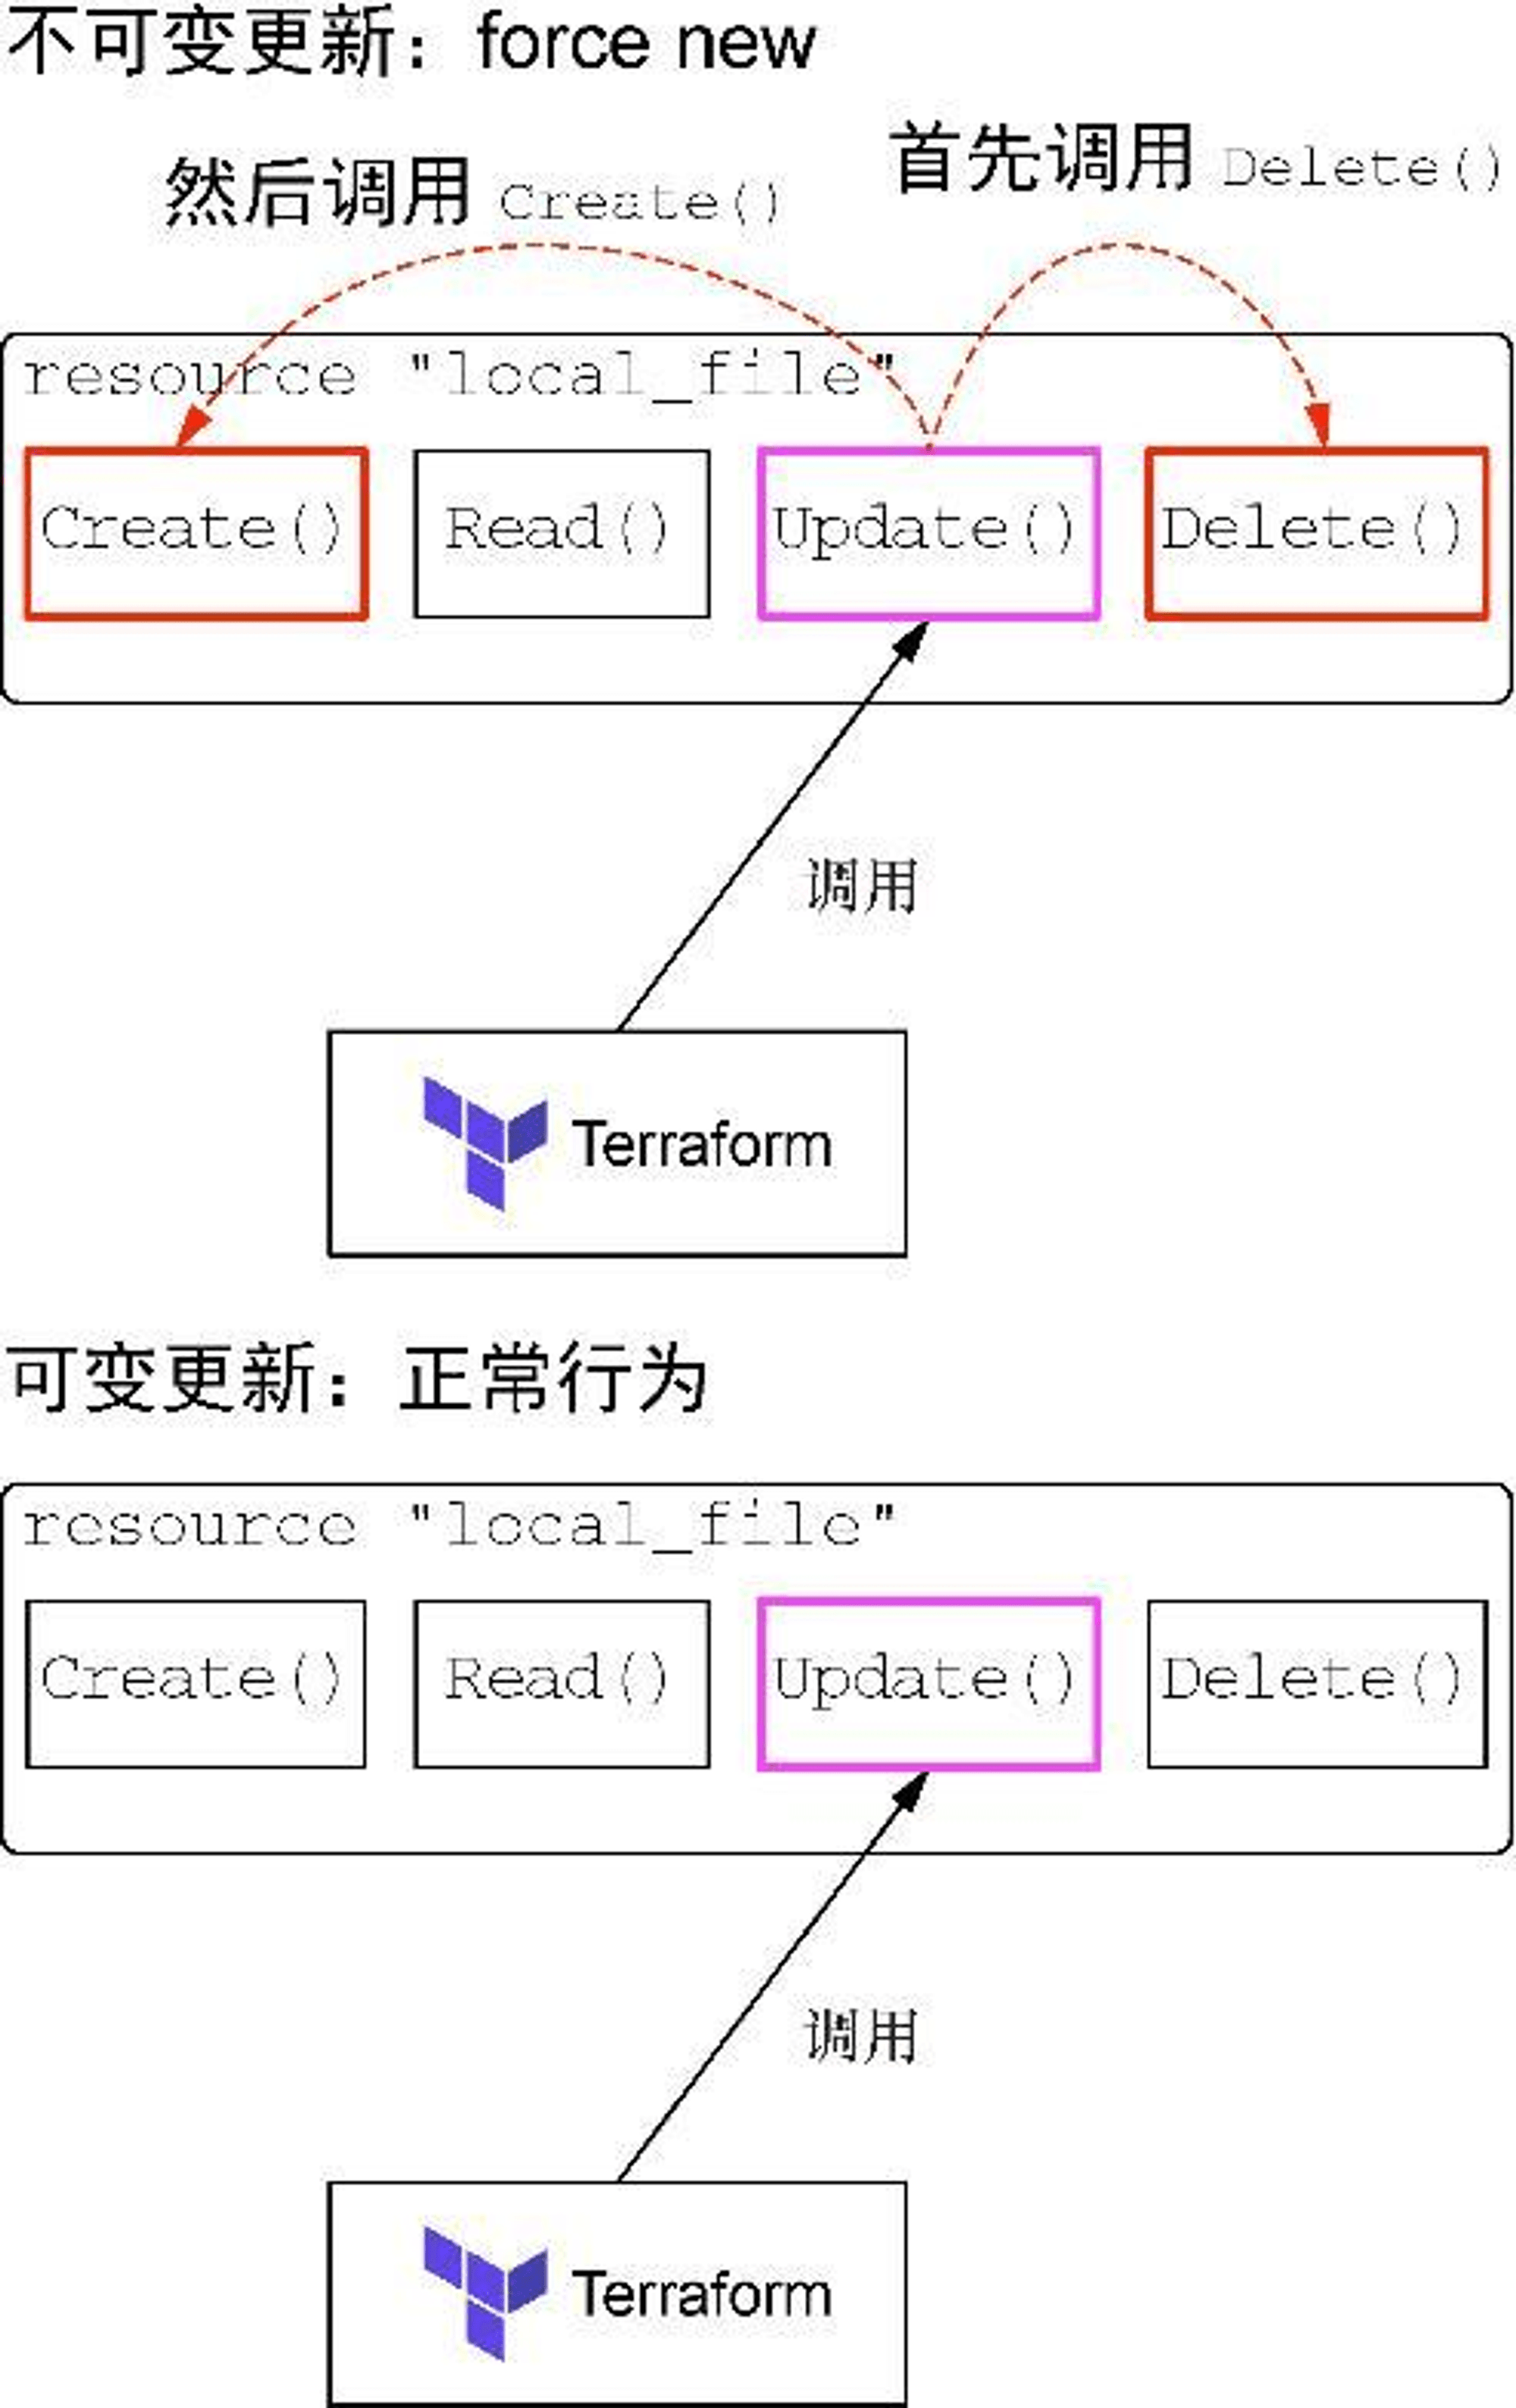 不可变更新：force new
首先调用 Delete()
然后调用 Create()
resource "local_file"
Create() Read() Update() Delete()
调用
Terraform
可变更新：正常行为
resource "local_file"
Create() Read() Update() Delete()
调用
Terraform